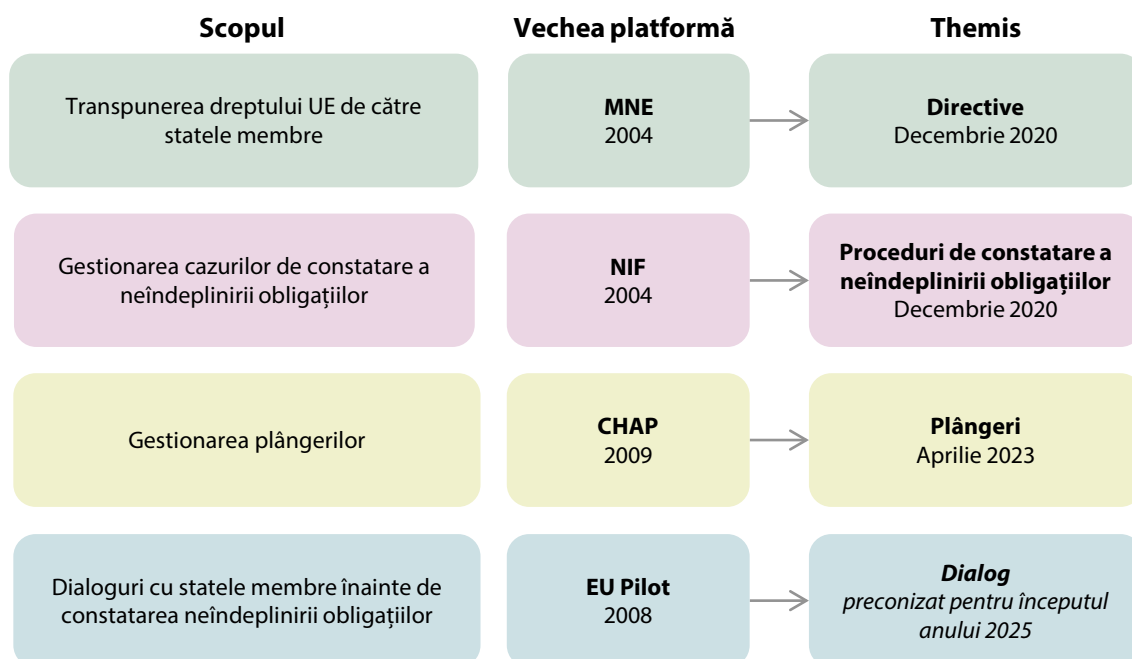 Scopul
Vechea platformă
Themis
Transpunerea dreptului UE de către
statele membre
MNE
2004
Directive
Decembrie 2020
Gestionarea cazurilor de constatare a
neîndeplinirii obligațiilor
NIF
2004
Proceduri de constatare a
neîndeplinirii obligațiilor
Decembrie 2020
Gestionarea plângerilor
CHAP
2009
Plângeri
Aprilie 2023
Dialoguri cu statele membre înainte de
constatarea neîndeplinirii obligațiilor
EU Pilot
2008
Dialog
preconizat pentru începutul
anului 2025